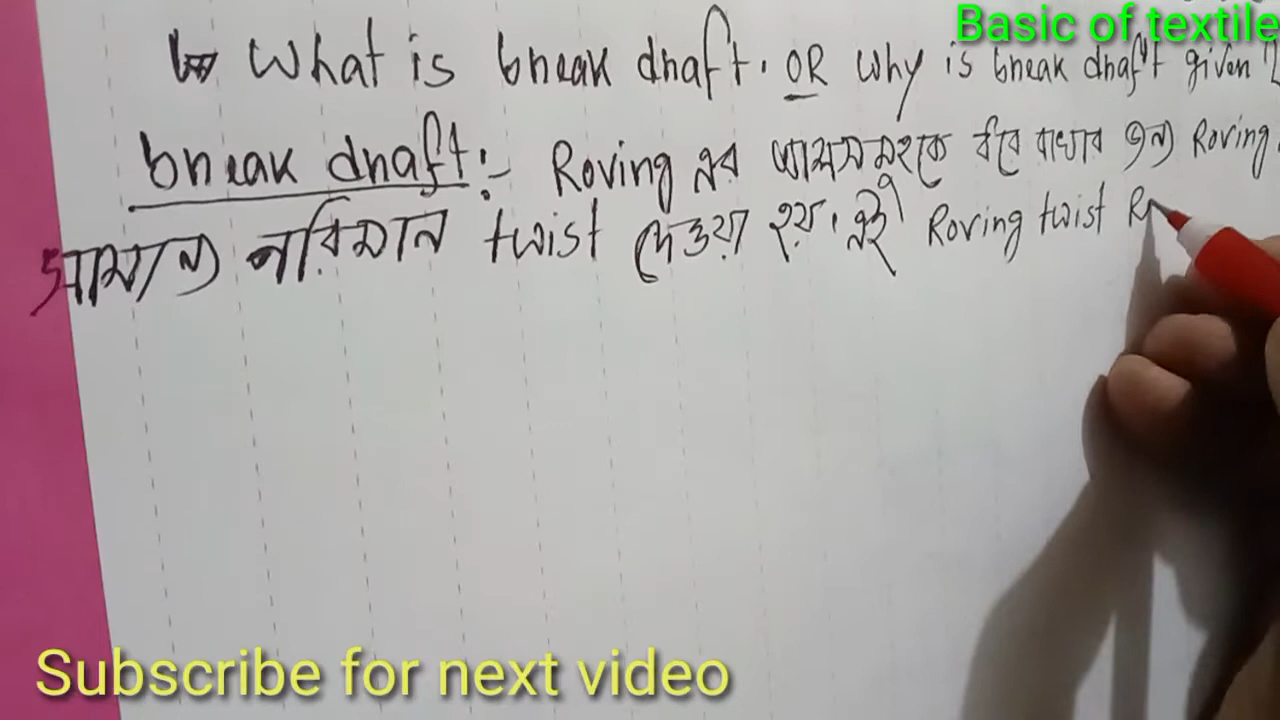 Basic of textile
What is break draft. OR Why is break draft given
break draft :- Roving এর আঁশসমূহকে ধরে রাখার জন্য Roving
সামান্য পরিমান twist দেওয়া হয়। এই Roving twist
Subscribe for next video